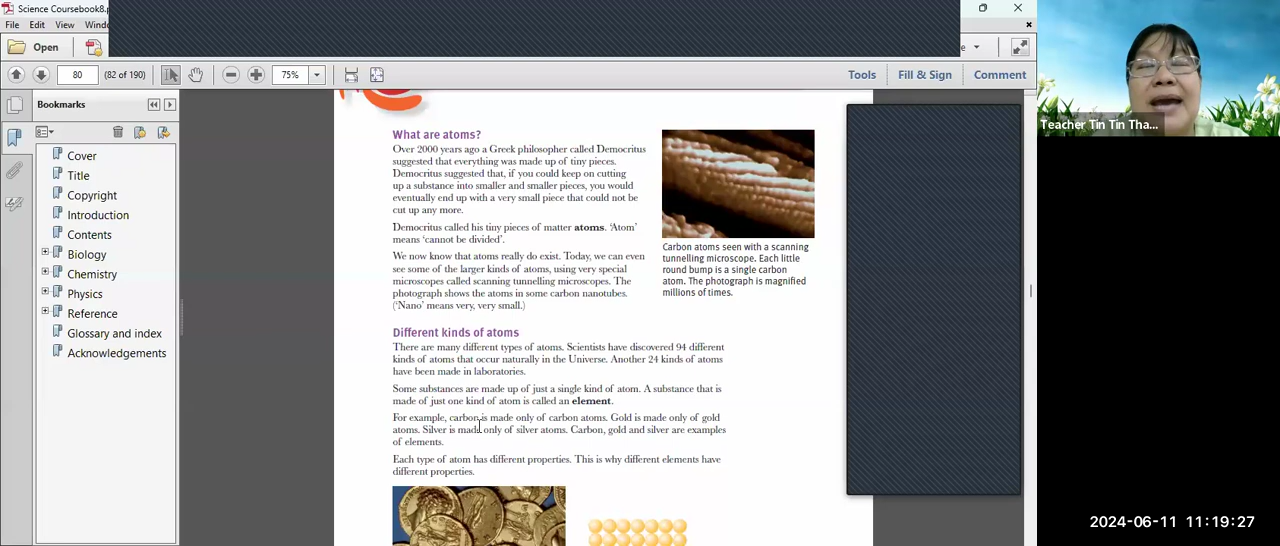 Science Coursebook8.p
File Edit View Windo
Open
80 (82 of 190) 75% Tools Fill & Sign Comment
Bookmarks
Cover
Title
Copyright
Introduction
Contents
Biology
Chemistry
Physics
Reference
Glossary and index
Acknowledgements
What are atoms?
Over 2000 years ago a Greek philosopher called Democritus
suggested that everything was made up of tiny pieces.
Democritus suggested that, if you could keep on cutting
up a substance into smaller and smaller pieces, you would
eventually end up with a very small piece that could not be
cut up any more.
Democritus called his tiny pieces of matter atoms. 'Atom'
means 'cannot be divided'.
We now know that atoms really do exist. Today, we can even
see some of the larger kinds of atoms, using very special
microscopes called scanning tunnelling microscopes. The
photograph shows the atoms in some carbon nanotubes.
('Nano' means very, very small.)
Carbon atoms seen with a scanning
tunnelling microscope. Each little
round bump is a single carbon
atom. The photograph is magnified
millions of times.
Different kinds of atoms
There are many different types of atoms. Scientists have discovered 94 different
kinds of atoms that occur naturally in the Universe. Another 24 kinds of atoms
have been made in laboratories.
Some substances are made up of just a single kind of atom. A substance that is
made of just one kind of atom is called an element.
For example, carbon is made only of carbon atoms. Gold is made only of gold
atoms. Silver is made only of silver atoms. Carbon, gold and silver are examples
of elements.
Each type of atom has different properties. This is why different elements have
different properties.
Teacher Tin Tin Tha...
2024-06-11 11:19:27